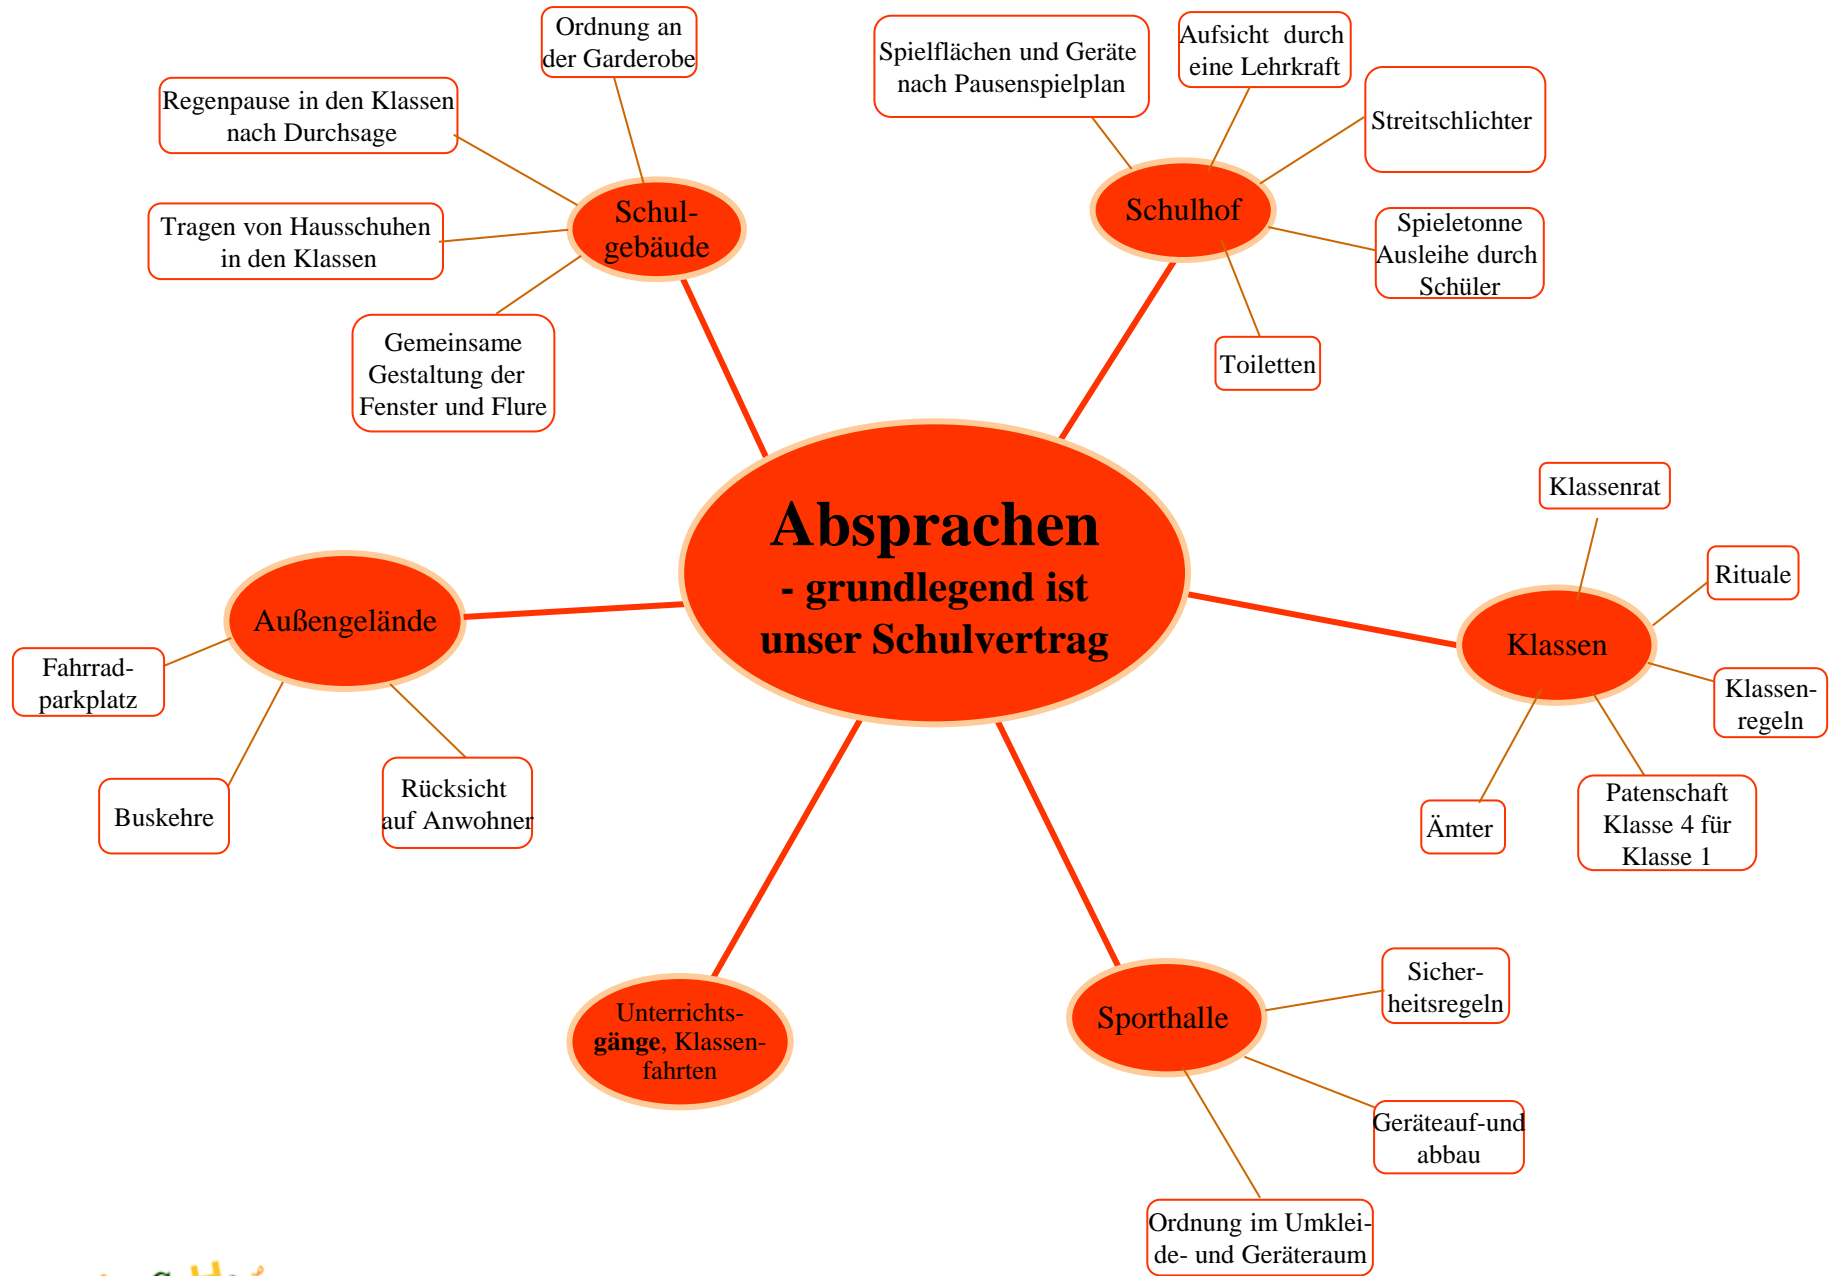 Absprachen
- grundlegend ist
unser Schulvertrag
Schul-
gebäude
Ordnung an
der Garderobe
Regenpause in den Klassen
nach Durchsage
Tragen von Hausschuhen
in den Klassen
Gemeinsame
Gestaltung der
Fenster und Flure
Schulhof
Spielflächen und Geräte
nach Pausenspielplan
Aufsicht durch
eine Lehrkraft
Streitschlichter
Spieletonne
Ausleihe durch
Schüler
Toiletten
Klassen
Klassenrat
Rituale
Klassen-
regeln
Patenschaft
Klasse 4 für
Klasse 1
Ämter
Sporthalle
Sicher-
heitsregeln
Geräteauf-und
abbau
Ordnung im Umklei-
de- und Geräteraum
Unterrichts-
gänge, Klassen-
fahrten
Außengelände
Fahrrad-
parkplatz
Buskehre
Rücksicht
auf Anwohner